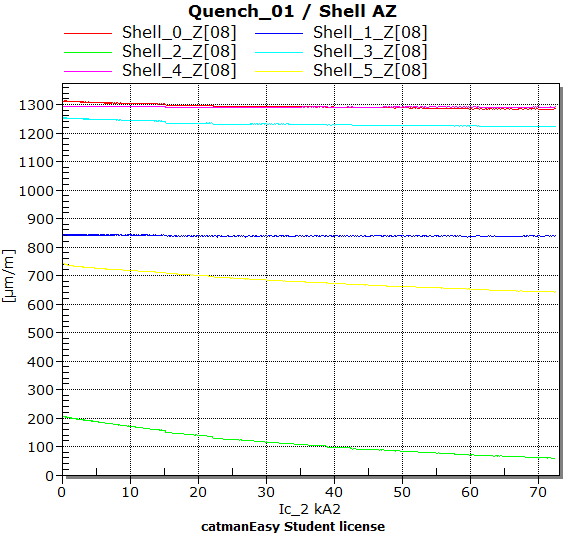 Quench_01 / Shell AZ
Shell_0_Z[08] Shell_1_Z[08]
Shell_2_Z[08] Shell_3_Z[08]
Shell_4_Z[08] Shell_5_Z[08]
1300
1200
1100
1000
900
800
700
600
500
400
300
200
100
0
[µm/m]
0 10 20 30 40 50 60 70
Ic_2 kA2
catmanEasy Student license